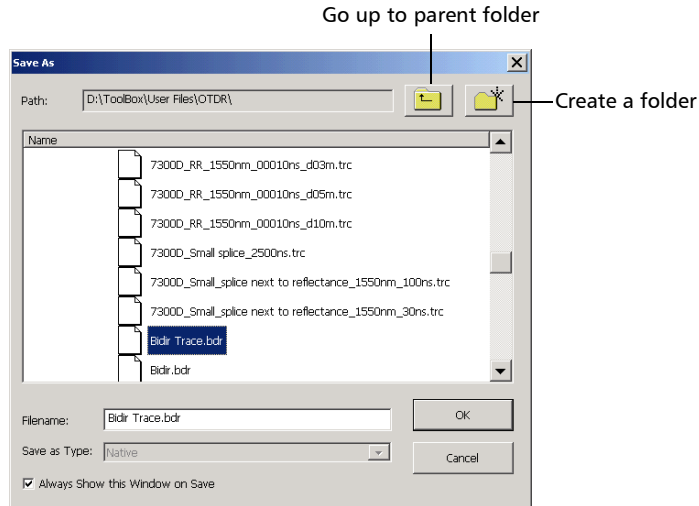 Go up to parent folder
Save As
Path: D:\ToolBox\User Files\OTDR\
Create a folder
Name
7300D_RR_1550nm_00010ns_d03m.trc
7300D_RR_1550nm_00010ns_d05m.trc
7300D_RR_1550nm_00010ns_d10m.trc
7300D_Small splice_2500ns.trc
7300D_Small_splice next to reflectance_1550nm_100ns.trc
7300D_Small_splice next to reflectance_1550nm_30ns.trc
Bidir Trace.bdr
Bidir.bdr
Filename: Bidir Trace.bdr
OK
Save as Type: Native
Cancel
Always Show this Window on Save